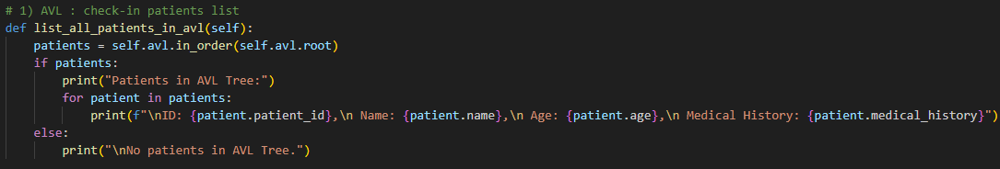 # 1) AVL : check-in patients list
def list_all_patients_in_avl(self):
    patients = self.avl.in_order(self.avl.root)
    if patients:
        print("Patients in AVL Tree:")
        for patient in patients:
            print(f"\nID: {patient.patient_id},\n Name: {patient.name},\n Age: {patient.age},\n Medical History: {patient.medical_history}")
    else:
        print("\nNo patients in AVL Tree.")